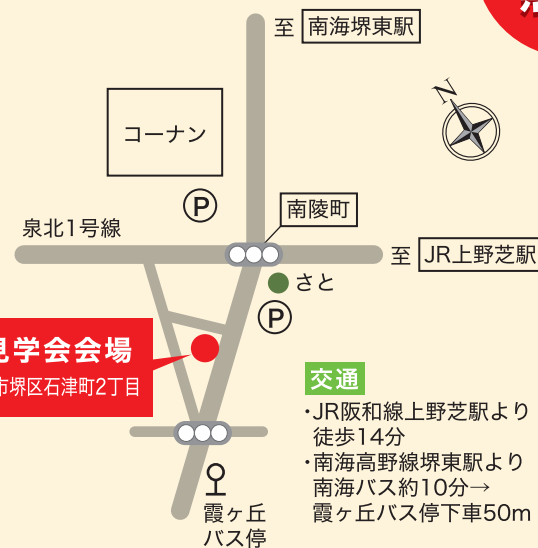 至 南海堺東駅
N
コーナン
P
南陵町
泉北1号線
至 JR上野芝駅
さと
P
見学会会場
市堺区石津町2丁目
交通
・JR阪和線上野芝駅より
徒歩14分
・南海高野線堺東駅より
南海バス約10分→
霞ヶ丘バス停下車50m
霞ヶ丘
バス停